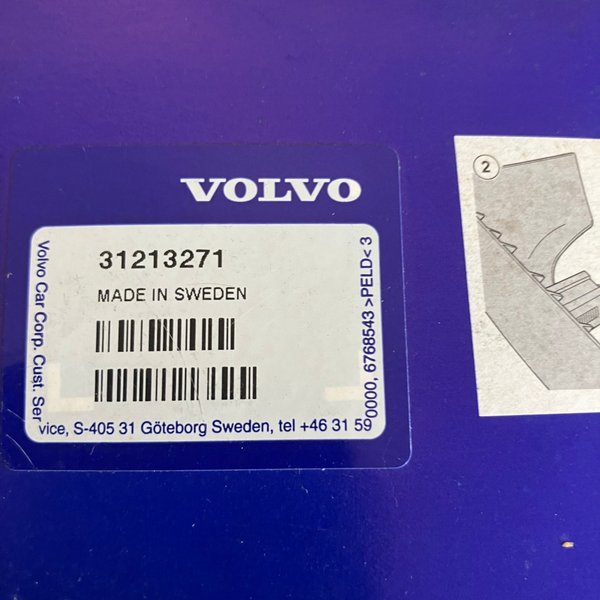 VOLVO
31213271
MADE IN SWEDEN
Volvo Car Corp. Cust. Ser
vice, S-405 31 Göteborg Sweden, tel +46 31 59
0000, 6768543 >PELD< 3
2